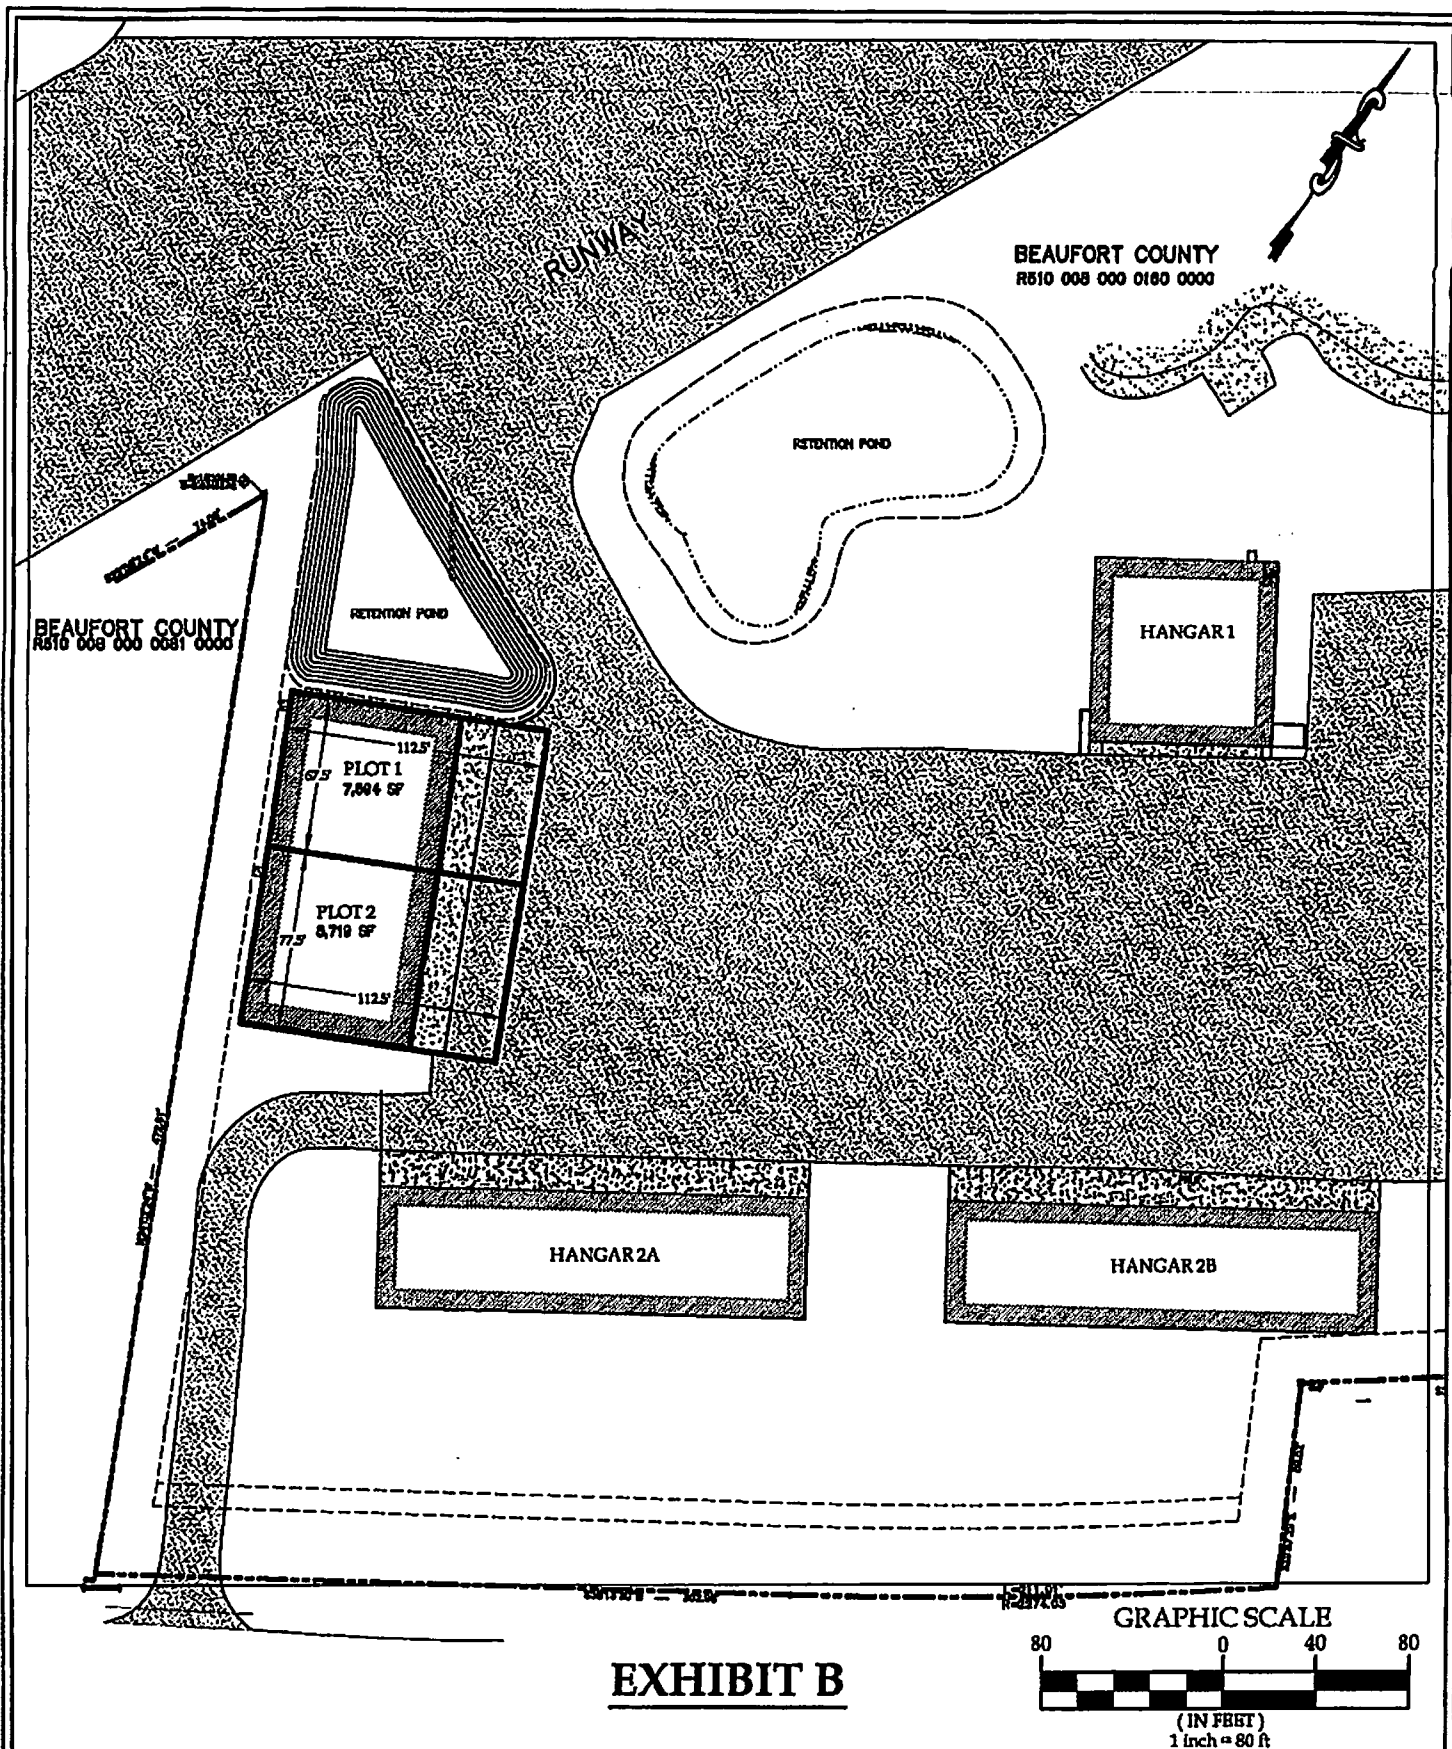 RUNWAY
BEAUFORT COUNTY
R510 008 000 0160 0000
RETENTION POND
RETENTION POND
BEAUFORT COUNTY
R510 008 000 0081 0000
HANGAR 1
112.5'
67.5'
PLOT 1
7,594 SF
PLOT 2
8,719 SF
77.5'
112.5'
HANGAR 2A
HANGAR 2B
GRAPHIC SCALE
80 0 40 80
( IN FEET )
1 inch = 80 ft
EXHIBIT B